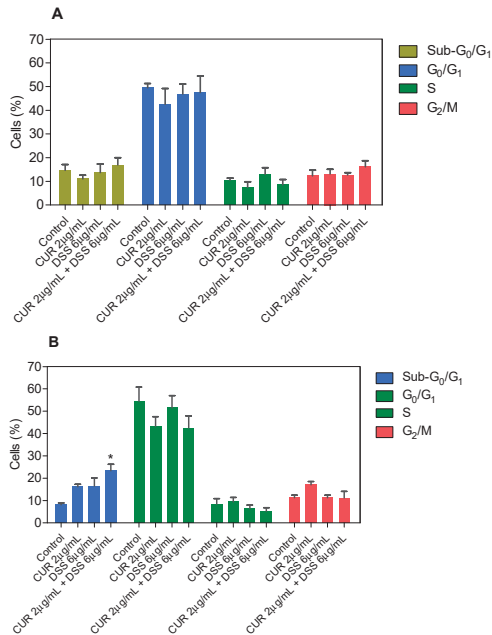 A
70
60
50
40
30
20
10
0
Cells (%)
Sub-G₀/G₁
G₀/G₁
S
G₂/M
Control
CUR 2µg/mL
DSS 6µg/mL
CUR 2µg/mL + DSS 6µg/mL
Control
CUR 2µg/mL
DSS 6µg/mL
CUR 2µg/mL + DSS 6µg/mL
Control
CUR 2µg/mL
DSS 6µg/mL
CUR 2µg/mL + DSS 6µg/mL
Control
CUR 2µg/mL
DSS 6µg/mL
CUR 2µg/mL + DSS 6µg/mL
B
70
60
50
40
30
20
10
0
Cells (%)
*
Sub-G₀/G₁
G₀/G₁
S
G₂/M
Control
CUR 2µg/mL
DSS 6µg/mL
CUR 2µg/mL + DSS 6µg/mL
Control
CUR 2µg/mL
DSS 6µg/mL
CUR 2µg/mL + DSS 6µg/mL
Control
CUR 2µg/mL
DSS 6µg/mL
CUR 2µg/mL + DSS 6µg/mL
Control
CUR 2µg/mL
DSS 6µg/mL
CUR 2µg/mL + DSS 6µg/mL